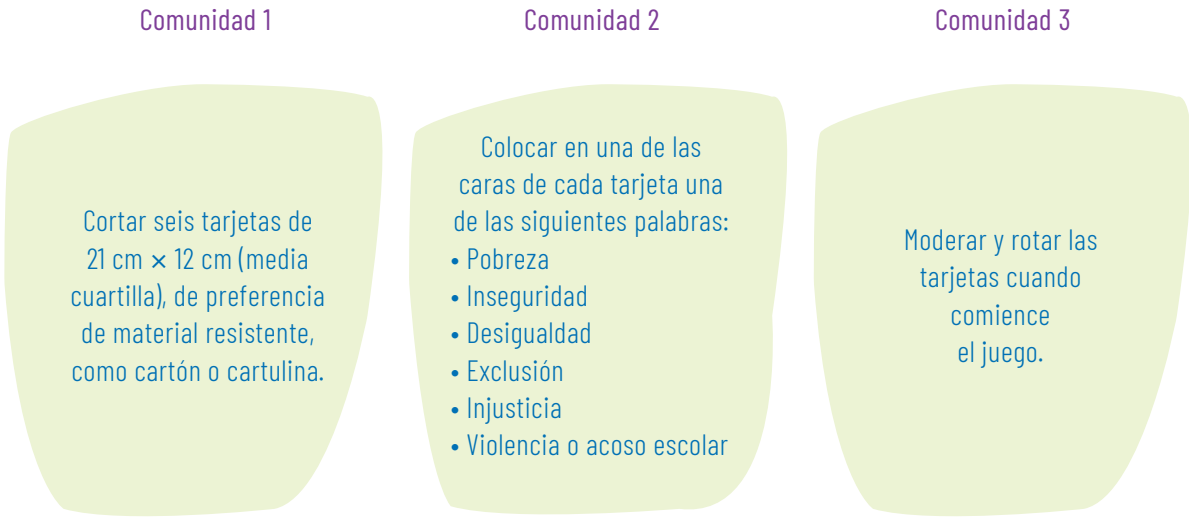 Comunidad 1
Cortar seis tarjetas de
21 cm × 12 cm (media
cuartilla), de preferencia
de material resistente,
como cartón o cartulina.
Comunidad 2
Colocar en una de las
caras de cada tarjeta una
de las siguientes palabras:
• Pobreza
• Inseguridad
• Desigualdad
• Exclusión
• Injusticia
• Violencia o acoso escolar
Comunidad 3
Moderar y rotar las
tarjetas cuando
comience
el juego.